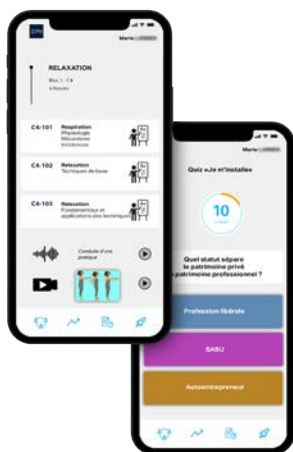 CFH
Marie
RELAXATION
Bloc 1 - C4
6 heures
C4-101 Respiration
Physiologie
Mécanisme
Incidences
C4-102 Relaxation
Techniques de base
C4-103 Relaxation
Fondamentaux et
applications des techniques
Conduite d'une
pratique
Marie
Quiz «Je m'installe»
10
Quel statut sépare
le patrimoine privé
patrimoine professionnel ?
Profession libérale
SASU
Autoentrepreneur